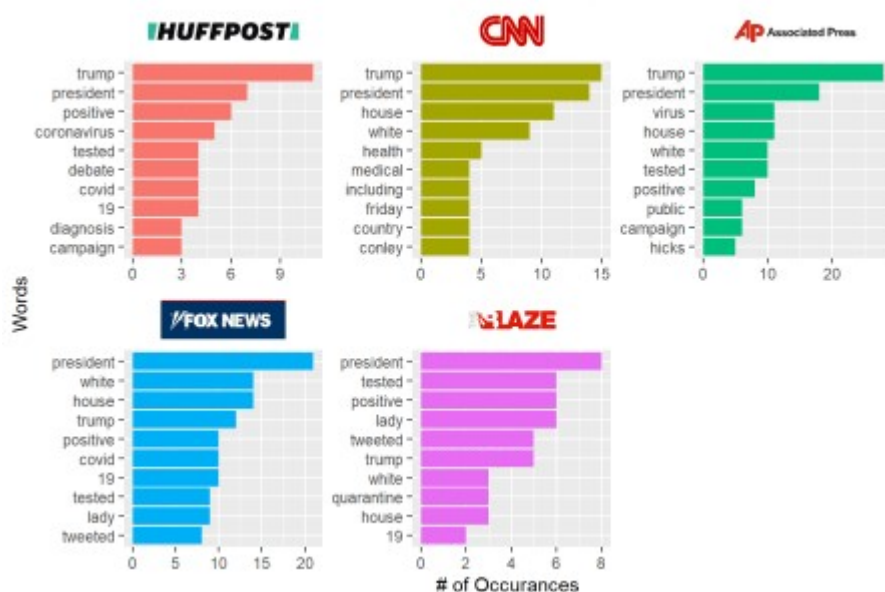 HUFFPOST
trump
president
positive
coronavirus
tested
debate
covid
19
diagnosis
campaign
0 3 6 9
CNN
trump
president
house
white
health
medical
including
friday
country
conley
0 5 10 15
AP Associated Press
trump
president
virus
house
white
tested
positive
public
campaign
hicks
0 10 20
Words
FOX NEWS
president
white
house
trump
positive
covid
19
tested
lady
tweeted
0 5 10 15 20
BLAZE
president
tested
positive
lady
tweeted
trump
white
quarantine
house
19
0 2 4 6 8
# of Occurances